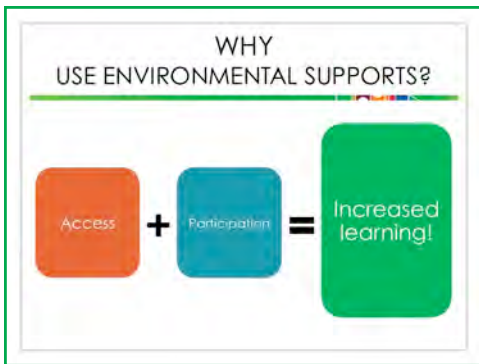 WHY
USE ENVIRONMENTAL SUPPORTS?
Access + Participation = Increased
learning!